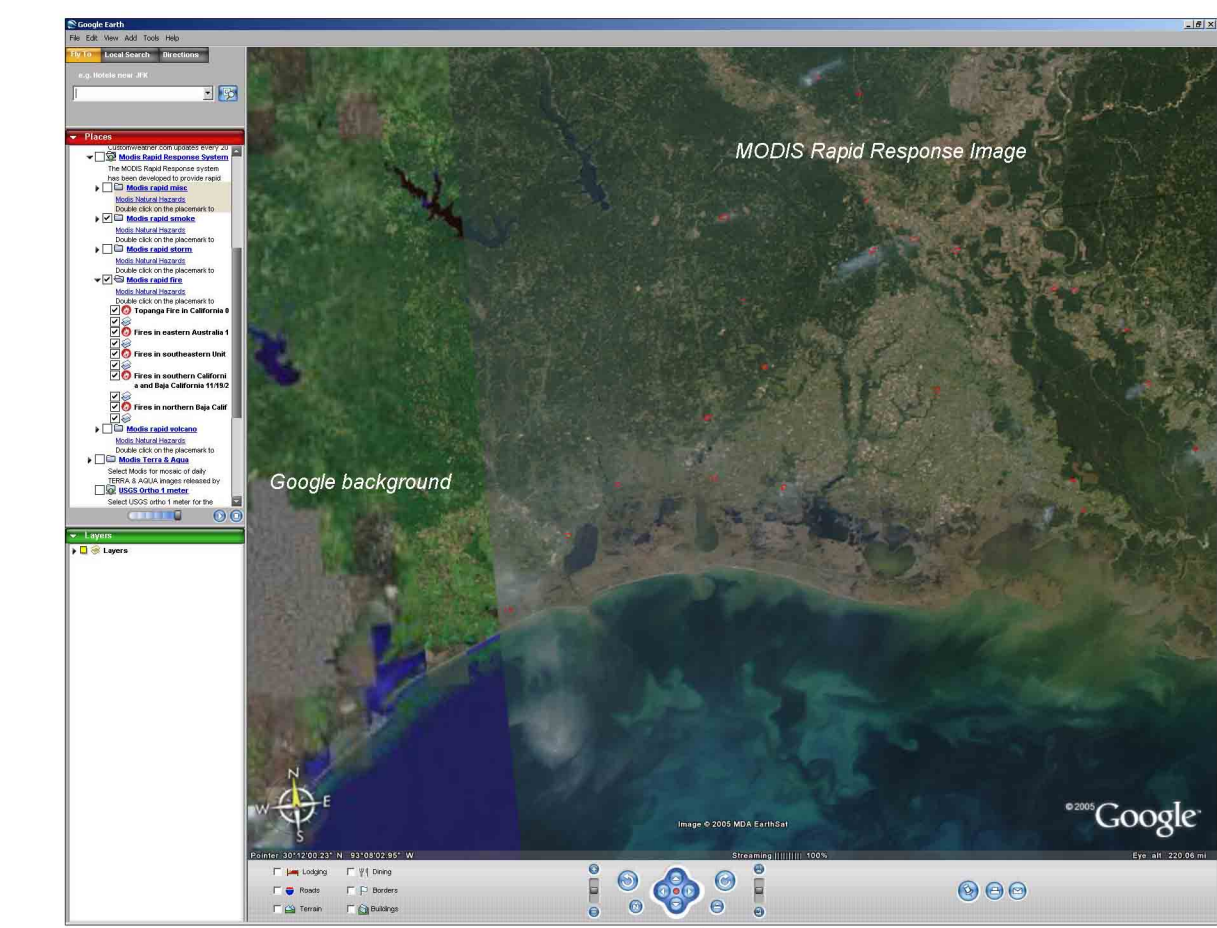 Google Earth
File Edit View Add Tools Help
Fly To Local Search Directions
e.g. Hotels near JFK
Places
Customweather com updates every 20
Modis Rapid Response System
The MODIS Rapid Response system
has been developed to provide rapid
Modis rapid misc
Modis Natural Hazards
Double click on the placemark to
Modis rapid smoke
Modis Natural Hazards
Double click on the placemark to
Modis rapid storm
Modis Natural Hazards
Double click on the placemark to
Modis rapid fire
Modis Natural Hazards
Double click on the placemark to
Topanga Fire in California 0
Fires in eastern Australia 1
Fires in southeastern Unit
Fires in southern Californi
a and Baja California 11/19/2
Fires in northern Baja Calif
Modis rapid volcano
Modis Natural Hazards
Double click on the placemark to
Modis Terra & Aqua
Select Modis for mosaic of daily
TERRA & AQUA images released by
USGS Ortho 1 meter
Select USGS ortho 1 meter for the
Layers
Layers
MODIS Rapid Response Image
Google background
N
W E
S
Image © 2005 MDA EarthSat
© 2005 Google
Pointer 30°12'00.23" N 93°08'02.95" W
Streaming |||||||||| 100%
Eye alt 220.06 mi
Lodging Dining
Roads Borders
Terrain Buildings